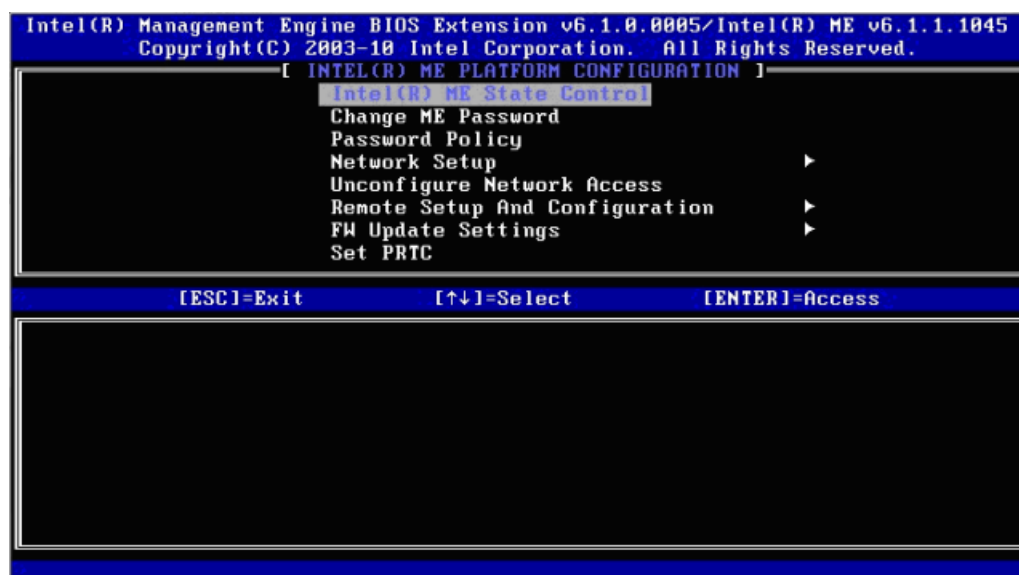 Intel(R) Management Engine BIOS Extension v6.1.0.0005/Intel(R) ME v6.1.1.1045
Copyright(C) 2003-10 Intel Corporation. All Rights Reserved.
[ INTEL(R) ME PLATFORM CONFIGURATION ]
Intel(R) ME State Control
Change ME Password
Password Policy
Network Setup ►
Unconfigure Network Access
Remote Setup And Configuration ►
FW Update Settings ►
Set PRTC
[ESC]=Exit [↑↓]=Select [ENTER]=Access